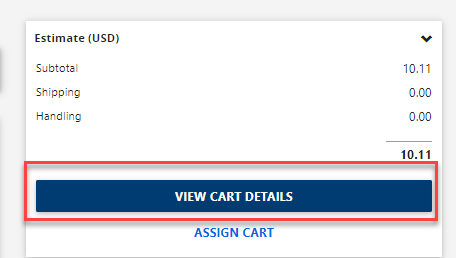 Estimate (USD)
Subtotal 10.11
Shipping 0.00
Handling 0.00
10.11
VIEW CART DETAILS
ASSIGN CART